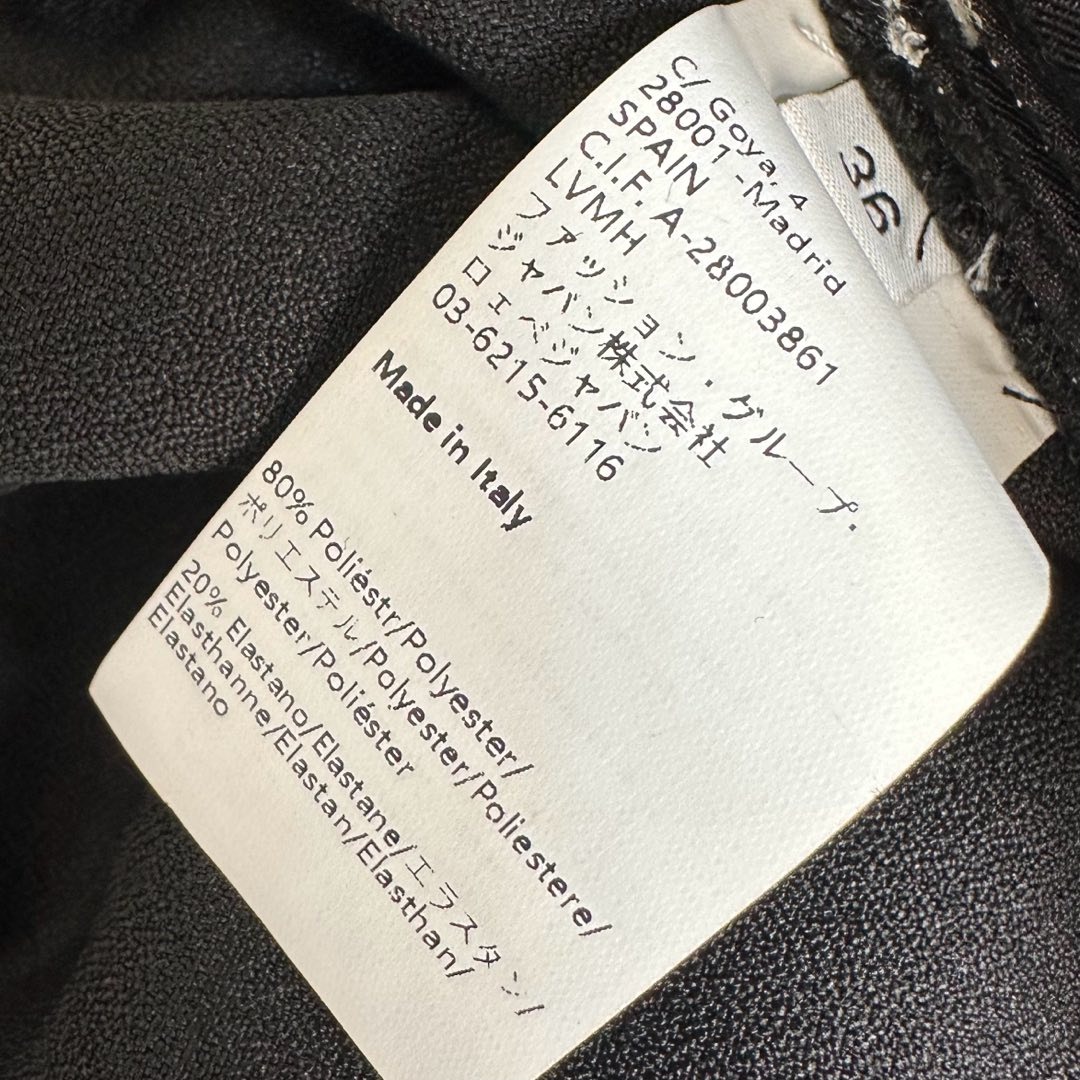 C/ Goya, 4
28001 -Madrid
SPAIN
C.I.F. A-28003861
LVMH
ファッション・グループ・
ジャパン株式会社
ロエベジャパン
03-6215-6116
Made in Italy
80% Poliéstr/Polyester/
ポリエステル/Polyester/Poliestere/
Polyester/Poliéster
20% Elastano/Elastane/エラスタン/
Elasthanne/Elastan/Elasthan/
Elastano
36